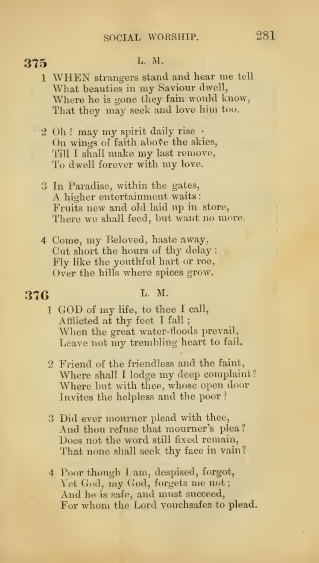 SOCIAL WORSHIP. 281
375 L. M.
1 WHEN strangers stand and hear me tell
What beauties in my Saviour dwell,
Where he is gone they fain would know,
That they may seek and love him too.
2 Oh! may my spirit daily rise
On wings of faith above the skies,
Till I shall make my last remove,
To dwell forever with my love.
3 In Paradise, within the gates,
A higher entertainment waits:
Fruits new and old laid up in store,
There we shall feed, but want no more.
4 Come, my Beloved, haste away,
Cut short the hours of thy delay:
Fly like the youthful hart or roe,
Over the hills where spices grow.
376 L. M.
1 GOD of my life, to thee I call,
Afflicted at thy feet I fall;
When the great water-floods prevail,
Leave not my trembling heart to fail.
2 Friend of the friendless and the faint,
Where shall I lodge my deep complaint?
Where but with thee, whose open door
Invites the helpless and the poor?
3 Did ever mourner plead with thee,
And thou refuse that mourner's plea?
Does not the word still fixed remain,
That none shall seek thy face in vain?
4 Poor though I am, despised, forgot,
Yet God, my God, forgets me not;
And he is safe, and must succeed,
For whom the Lord vouchsafes to plead.